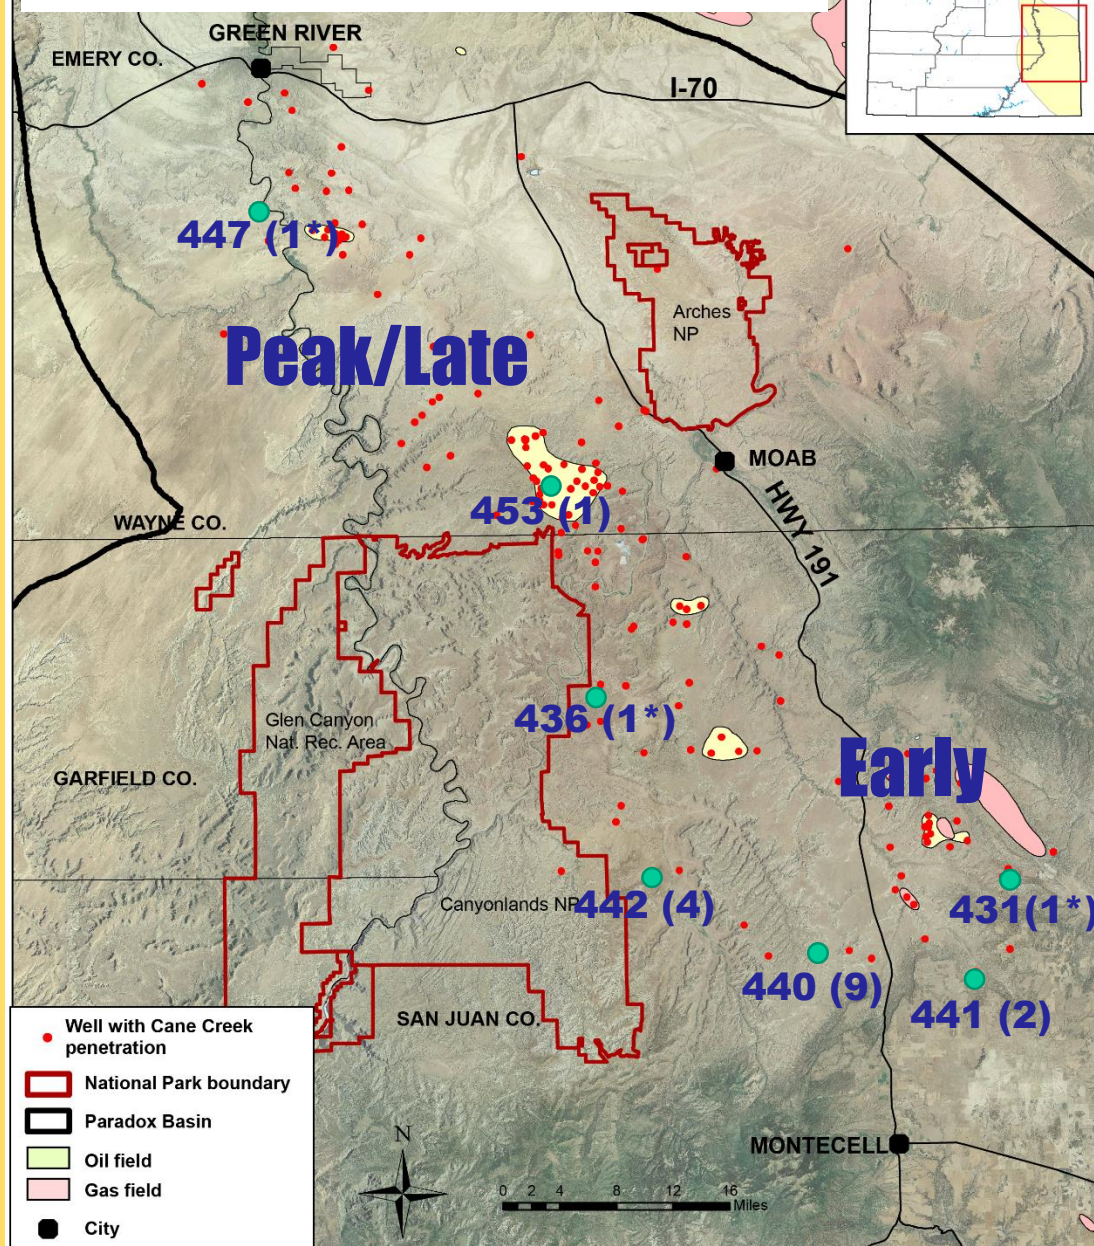 GREEN RIVER
EMERY CO.
I-70
447 (1*)
Arches
NP
Peak/Late
MOAB
453 (1)
WAYNE CO.
HWY 191
436 (1*)
Glen Canyon
Nat. Rec. Area
Early
GARFIELD CO.
Canyonlands NP
442 (4)
431(1*)
440 (9)
441 (2)
SAN JUAN CO.
Well with Cane Creek
penetration
National Park boundary
Paradox Basin
Oil field
Gas field
City
N
0 2 4 8 12 16
Miles
MONTECELL